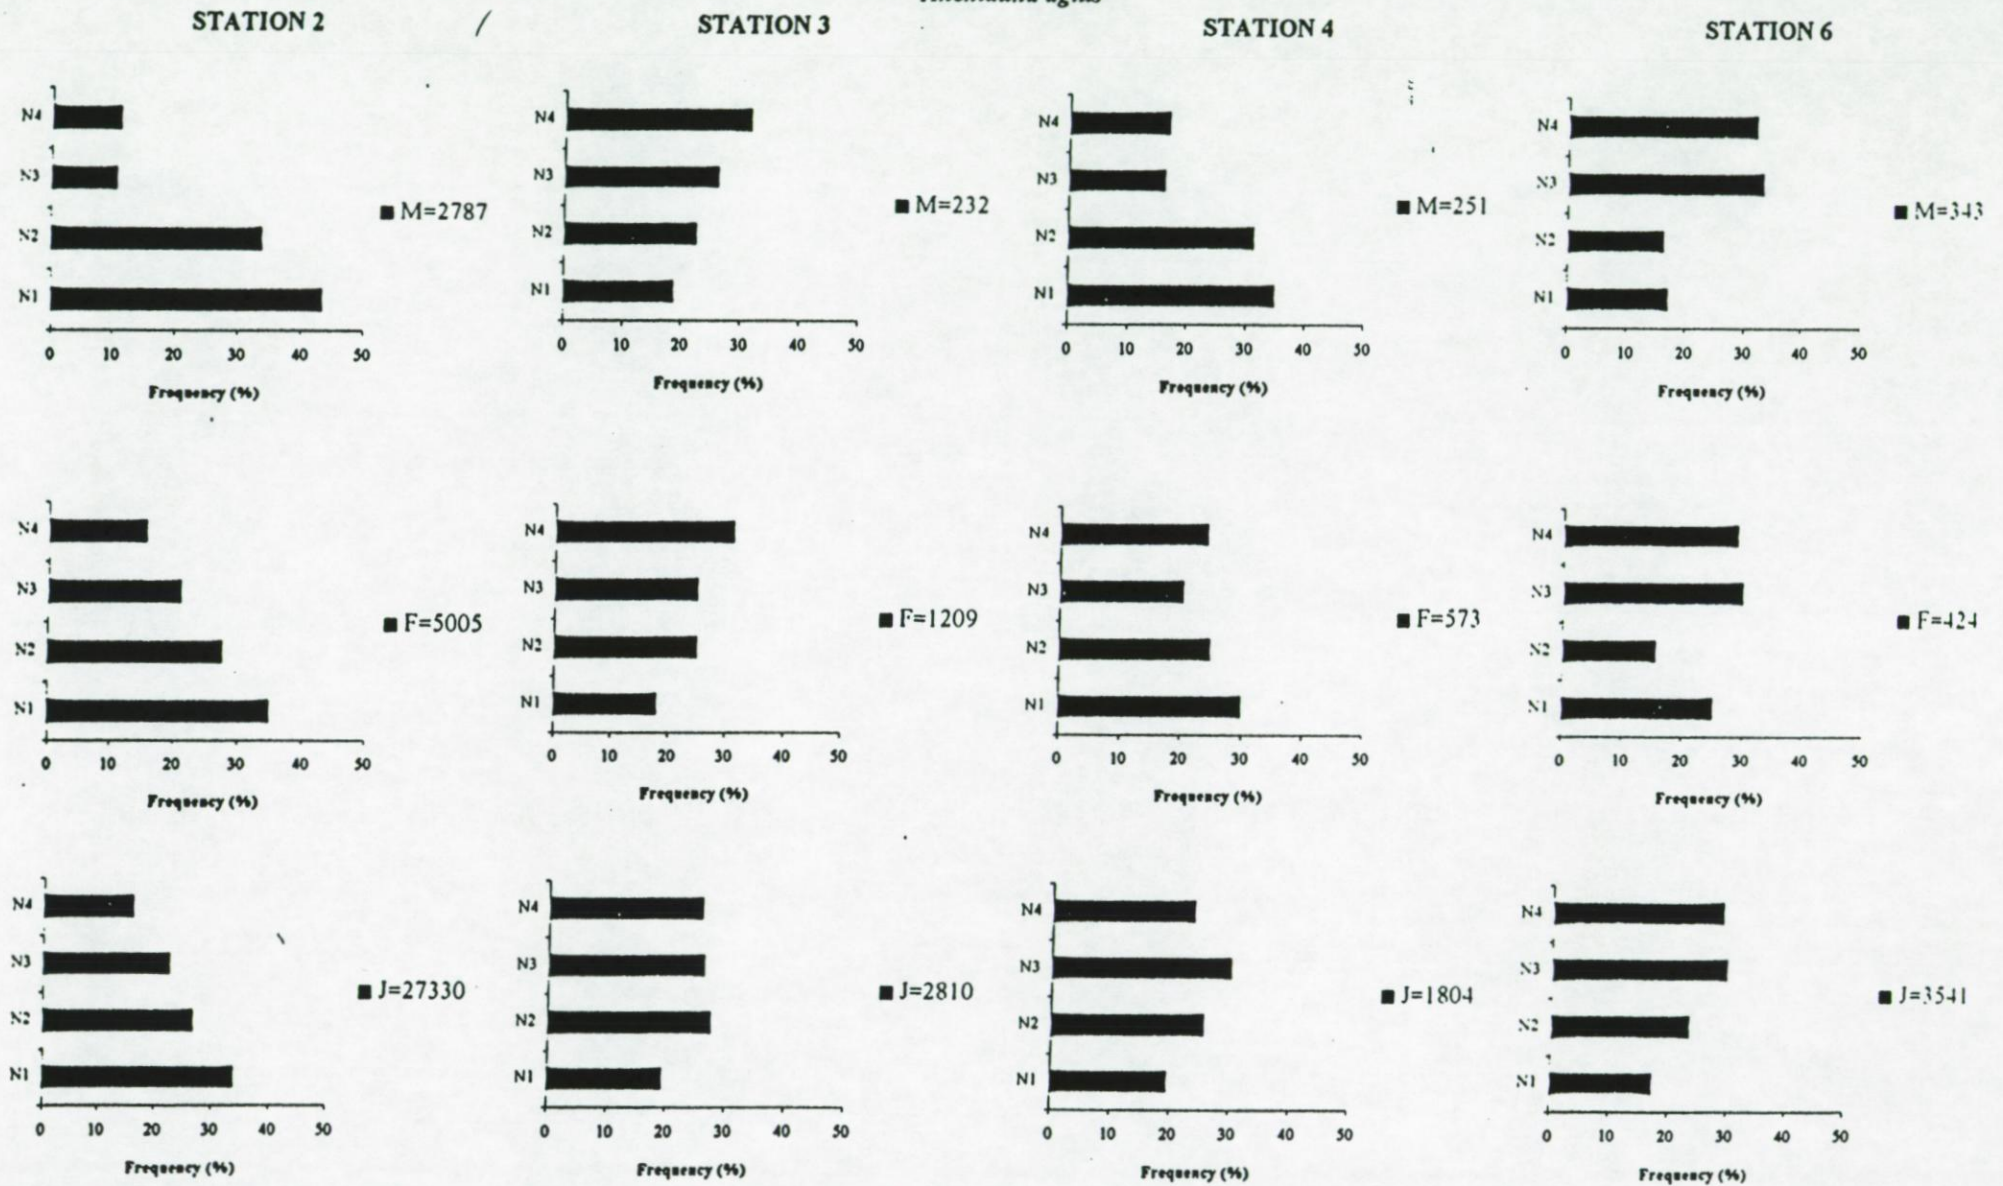 STATION 2 STATION 3 STATION 4 STATION 6
N4 N4 N4 N4
N3 N3 N3 N3
M=2787 M=232 M=251 M=343
N2 N2 N2 N2
N1 N1 N1 N1
0 10 20 30 40 50 0 10 20 30 40 50 0 10 20 30 40 50 0 10 20 30 40 50
Frequency (%) Frequency (%) Frequency (%) Frequency (%)
N4 N4 N4 N4
N3 N3 N3 N3
F=5005 F=1209 F=573 F=424
N2 N2 N2 N2
N1 N1 N1 N1
0 10 20 30 40 50 0 10 20 30 40 50 0 10 20 30 40 50 0 10 20 30 40 50
Frequency (%) Frequency (%) Frequency (%) Frequency (%)
N4 N4 N4 N4
N3 N3 N3 N3
J=27330 J=2810 J=1804 J=3541
N2 N2 N2 N2
N1 N1 N1 N1
0 10 20 30 40 50 0 10 20 30 40 50 0 10 20 30 40 50 0 10 20 30 40 50
Frequency (%) Frequency (%) Frequency (%) Frequency (%)